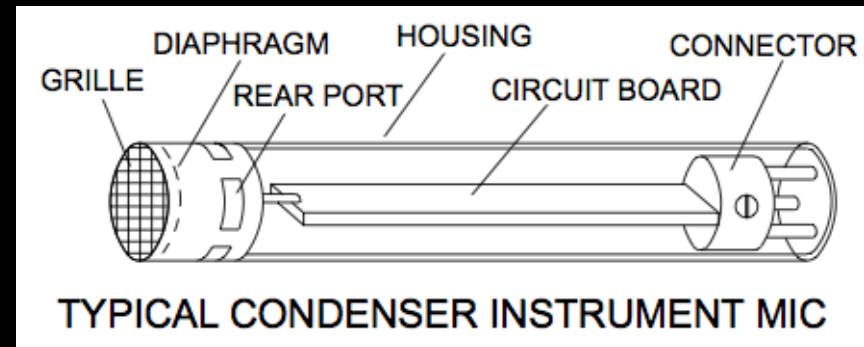 DIAPHRAGM
HOUSING
CONNECTOR
GRILLE
REAR PORT
CIRCUIT BOARD
TYPICAL CONDENSER INSTRUMENT MIC